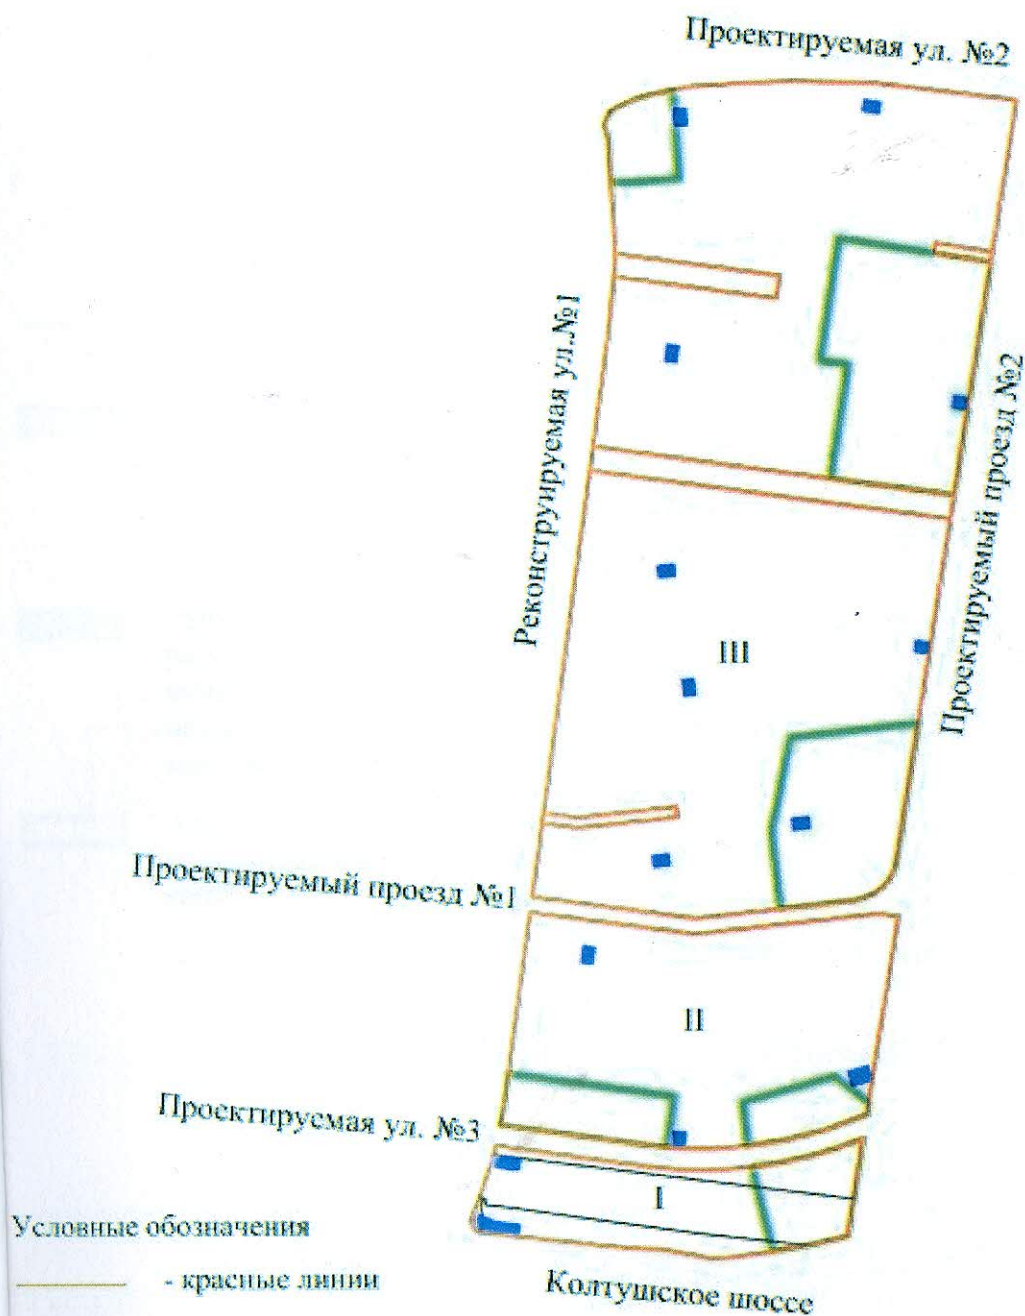 Проектируемая ул. №2
Реконструируемая ул.№1
Проектируемый проезд №2
III
Проектируемый проезд №1
II
Проектируемая ул. №3
I
Условные обозначения
- красные линии
Колтушское шоссе